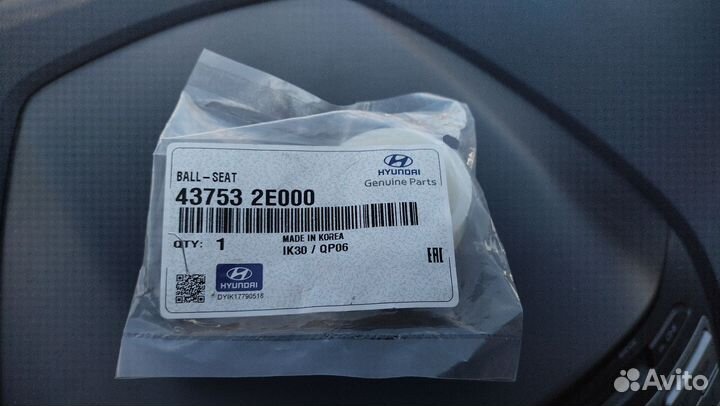 BALL-SEAT
HYUNDAI
Genuine Parts
43753 2E000
MADE IN KOREA
QTY: 1
IK30 / QP06
EAC
HYUNDAI
DYIK17790516
Avito